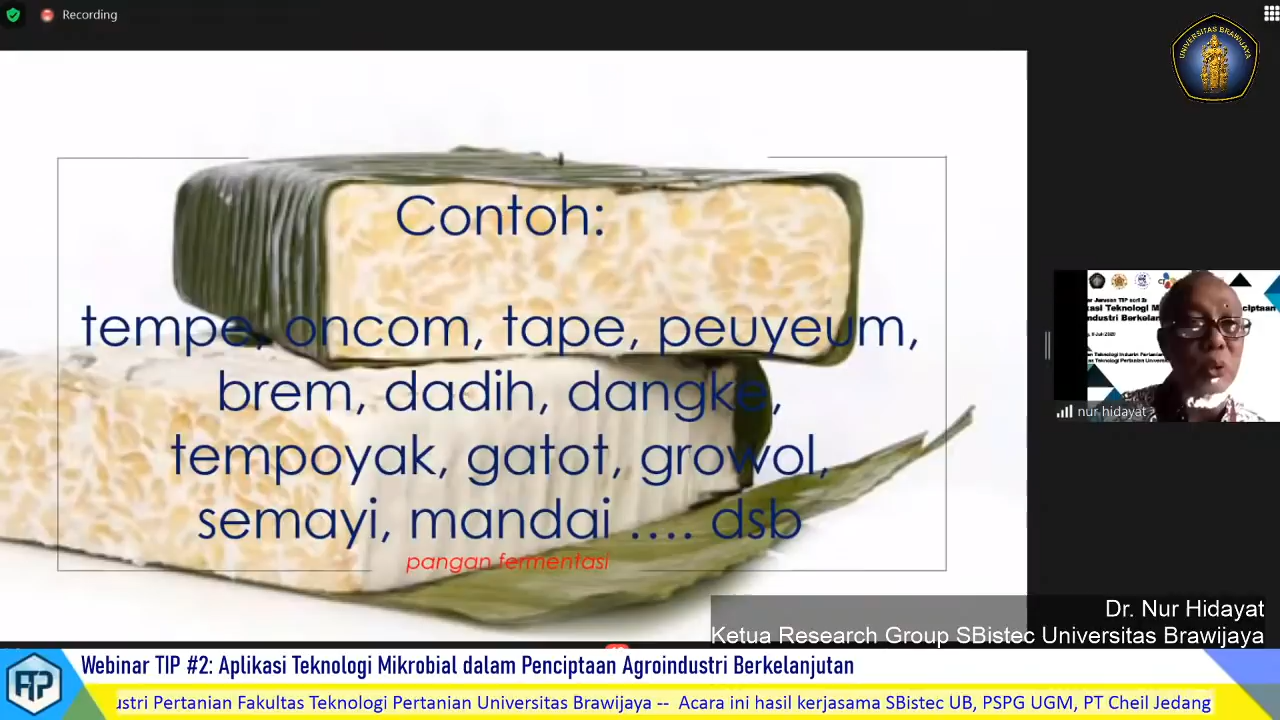 Recording
UNIVERSITAS BRAWIJAYA
Contoh:
tempe, oncom, tape, peuyeum,
brem, dadih, dangke,
tempoyak, gatot, growol,
semayi, mandai .... dsb
pangan fermentasi
nur hidayat
Dr. Nur Hidayat
Ketua Research Group SBistec Universitas Brawijaya
Webinar TIP #2: Aplikasi Teknologi Mikrobial dalam Penciptaan Agroindustri Berkelanjutan
Pertanian Fakultas Teknologi Pertanian Universitas Brawijaya -- Acara ini hasil kerjasama SBistec UB, PSPG UGM, PT Cheil Jedang